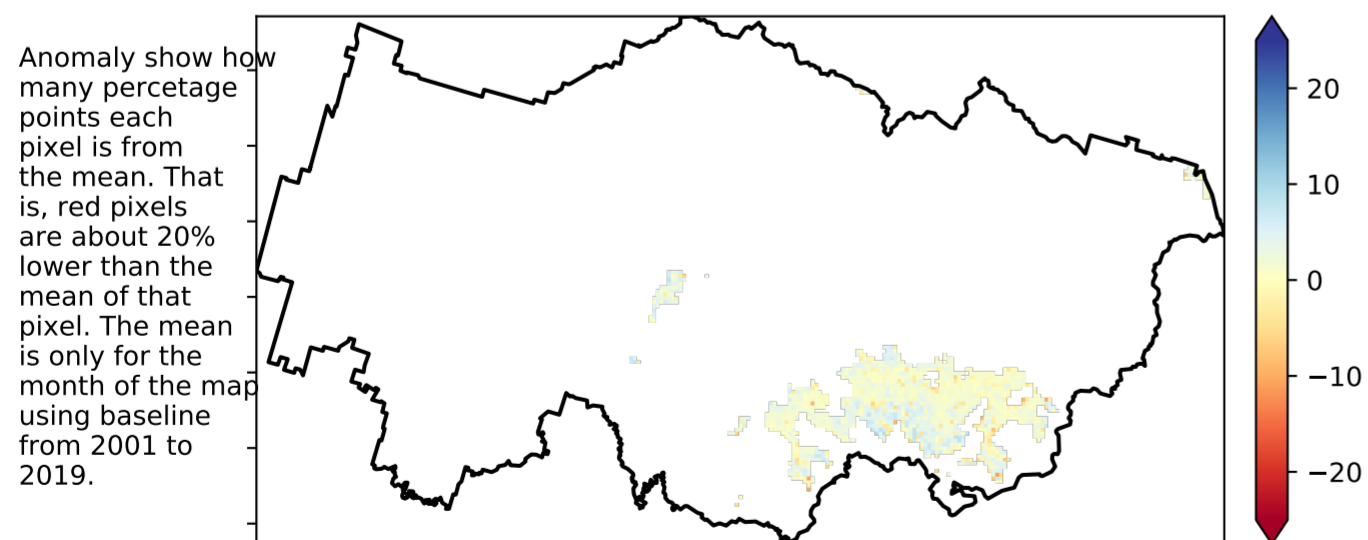 Anomaly show how
many percetage
points each
pixel is from
the mean. That
is, red pixels
are about 20%
lower than the
mean of that
pixel. The mean
is only for the
month of the map
using baseline
from 2001 to
2019.
20
10
0
−10
−20